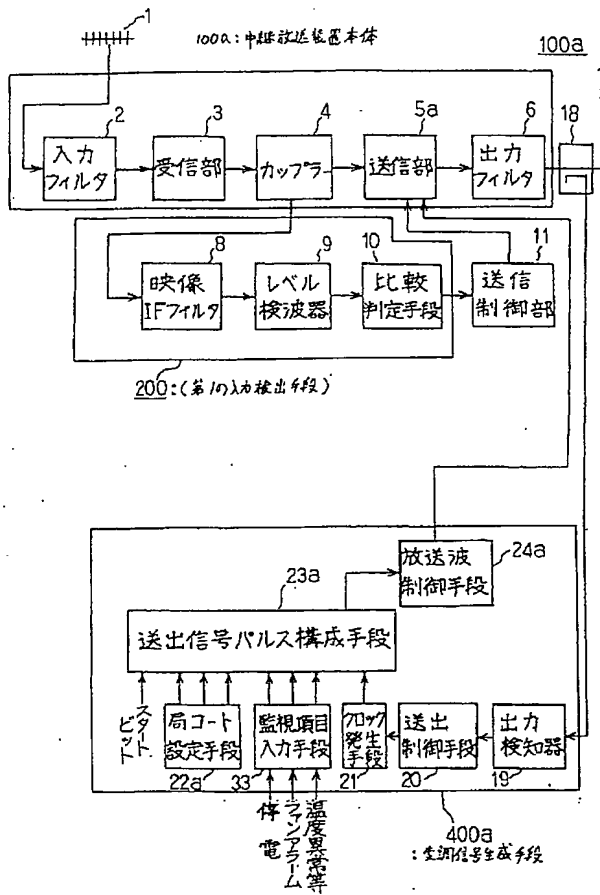 1
100a:中継放送装置本体
100a
2
3
4
5a
6
18
入力
フィルタ
受信部
カップラー
送信部
出力
フィルタ
8
9
10
11
映像
IFフィルタ
レベル
検波器
比較
判定手段
送信
制御部
200:(第1の入力検出手段)
放送波
制御手段
24a
23a
送出信号パルス構成手段
スタート
ビット
局コード
設定手段
22a
監視項目
入力手段
33
クロック
発生
手段
21
送出
制御手段
20
出力
検知器
19
停電
ファンアラーム
温度異常等
400a
:変調信号生成手段